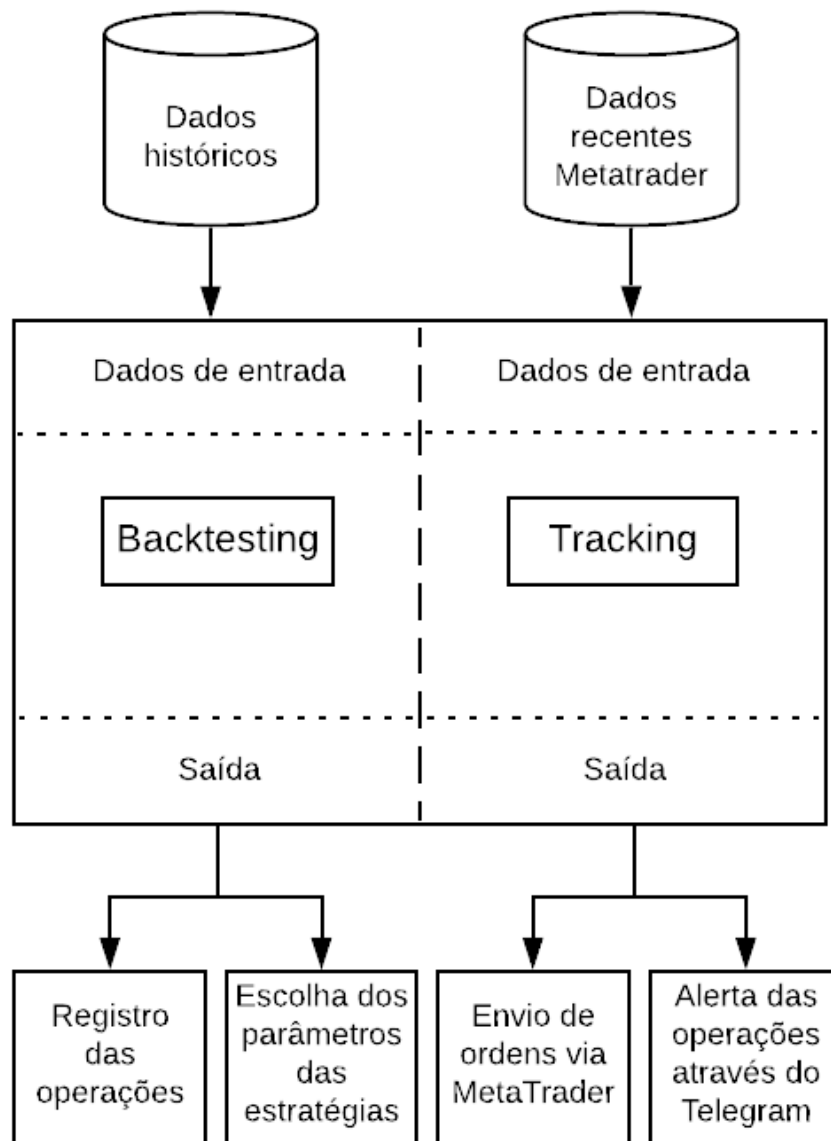 Dados
históricos
Dados
recentes
Metatrader
Dados de entrada
Dados de entrada
Backtesting
Tracking
Saída
Saída
Registro
das
operações
Escolha dos
parâmetros
das
estratégias
Envio de
ordens via
MetaTrader
Alerta das
operações
através do
Telegram